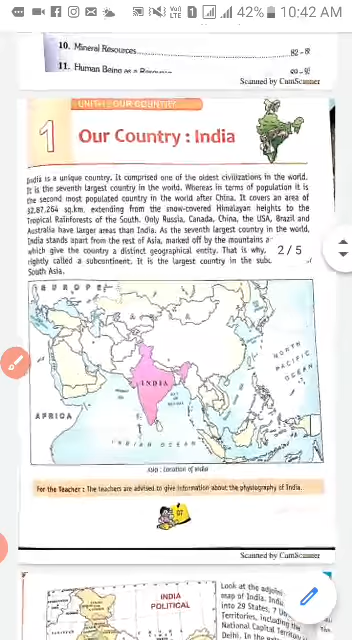 42% 10:42 AM
10. Mineral Resources
82 -
11. Human Being as a Resource
Scanned by CamScanner
UNIT-I : OUR COUNTRY
1 Our Country : India
India is a unique country. It comprised one of the oldest civilizations in the world.
It is the seventh largest country in the world. Whereas in terms of population it is
the second most populated country in the world after China. It covers an area of
32,87,264 sq.km. extending from the snow-covered Himalayan heights to the
Tropical Rainforests of the South. Only Russia, Canada, China, the USA, Brazil and
Australia have larger areas than India. As the seventh largest country in the world,
India stands apart from the rest of Asia, marked off by the mountains
which give the country a distinct geographical entity. That is why,
2 / 5
rightly called a subcontinent. It is the largest country in the
South Asia.
EUROPE
NORTH
PACIFIC
OCEAN
INDIA
BAY
OF
BENGAL
AFRICA
INDIAN OCEAN
Asia : Location of India
For the Teacher : The teachers are advised to give information about the physiography of India.
07
Scanned by CamScanner
INDIA
POLITICAL
Look at the
map of India.
into 29 States, 7
Territories, including the
National Capital Territory
Delhi. In the